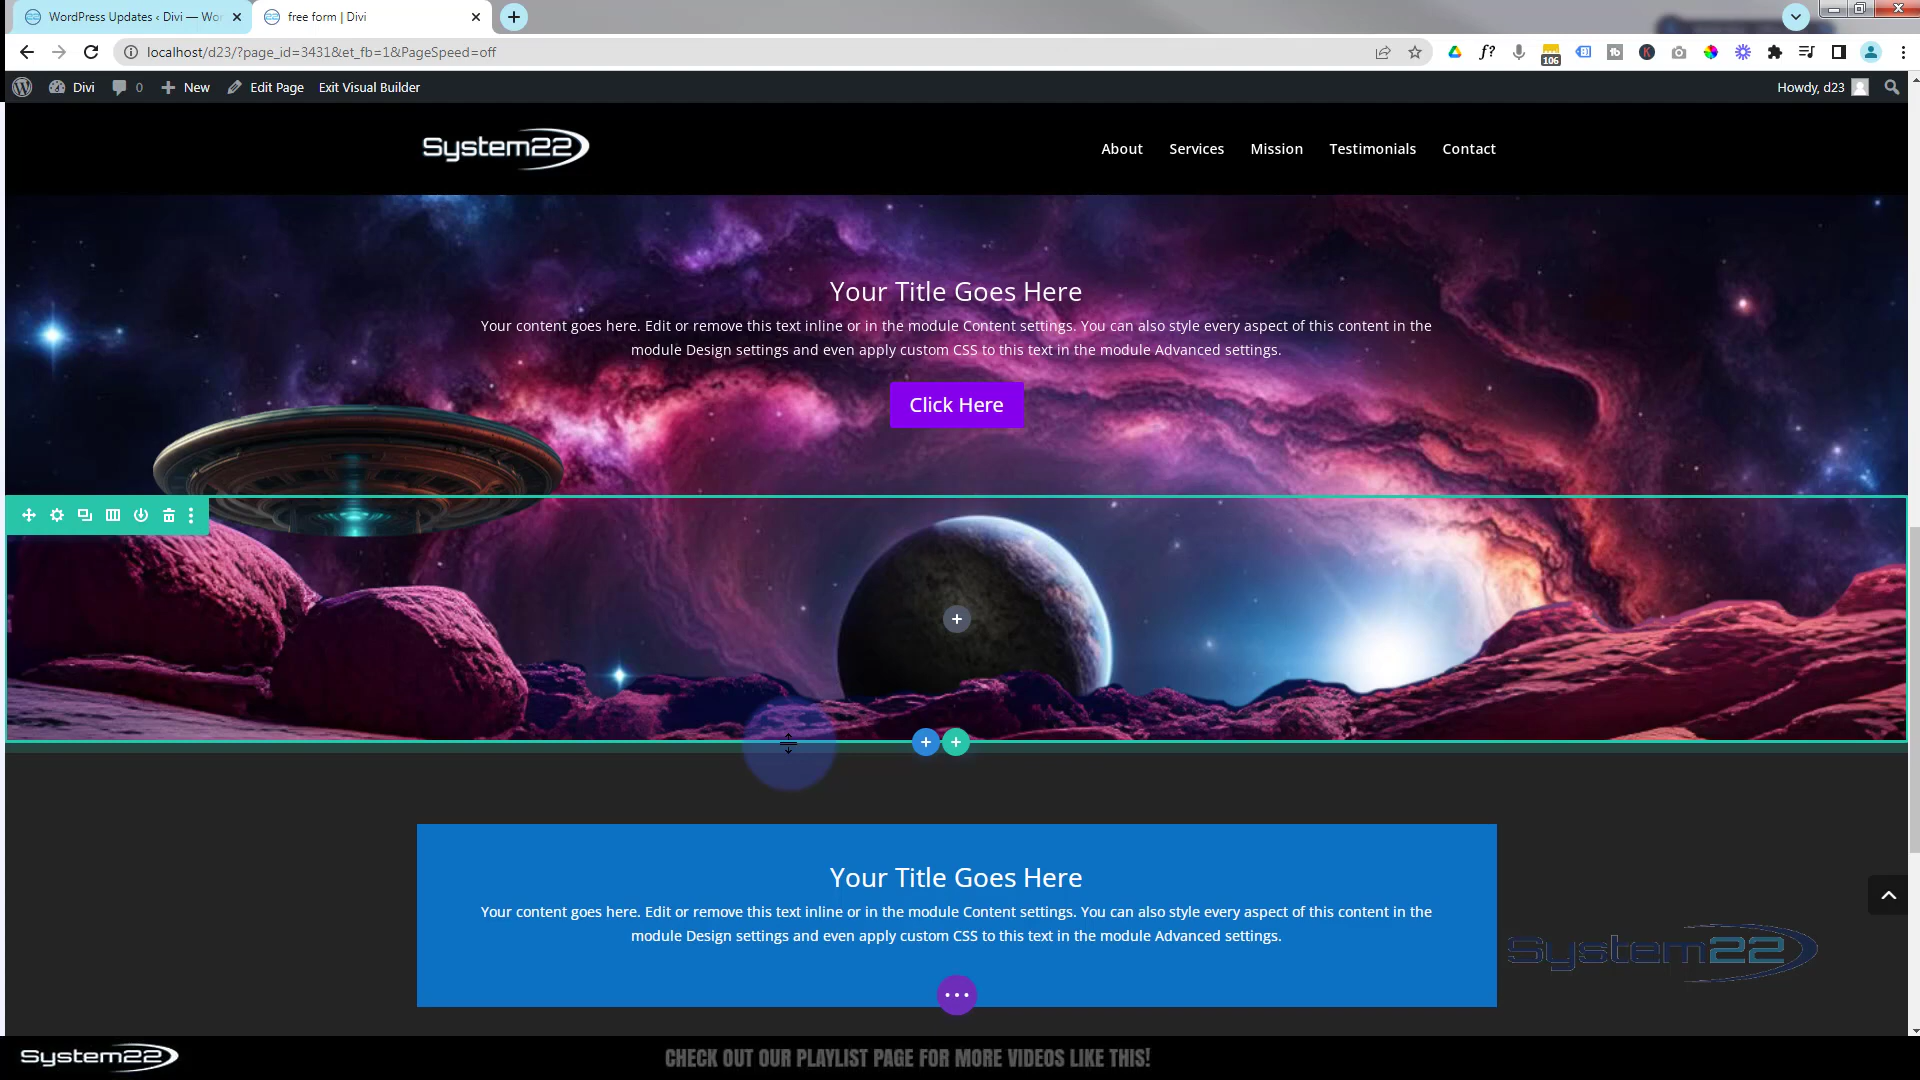 WordPress Updates ‹ Divi — Wor
free form | Divi
localhost/d23/?page_id=3431&et_fb=1&PageSpeed=off
f?
fb
K
106
Divi
0
New
Edit Page
Exit Visual Builder
Howdy, d23
System22
About
Services
Mission
Testimonials
Contact
Your Title Goes Here
Your content goes here. Edit or remove this text inline or in the module Content settings. You can also style every aspect of this content in the
module Design settings and even apply custom CSS to this text in the module Advanced settings.
Click Here
Your Title Goes Here
Your content goes here. Edit or remove this text inline or in the module Content settings. You can also style every aspect of this content in the
module Design settings and even apply custom CSS to this text in the module Advanced settings.
System22
System22
CHECK OUT OUR PLAYLIST PAGE FOR MORE VIDEOS LIKE THIS!